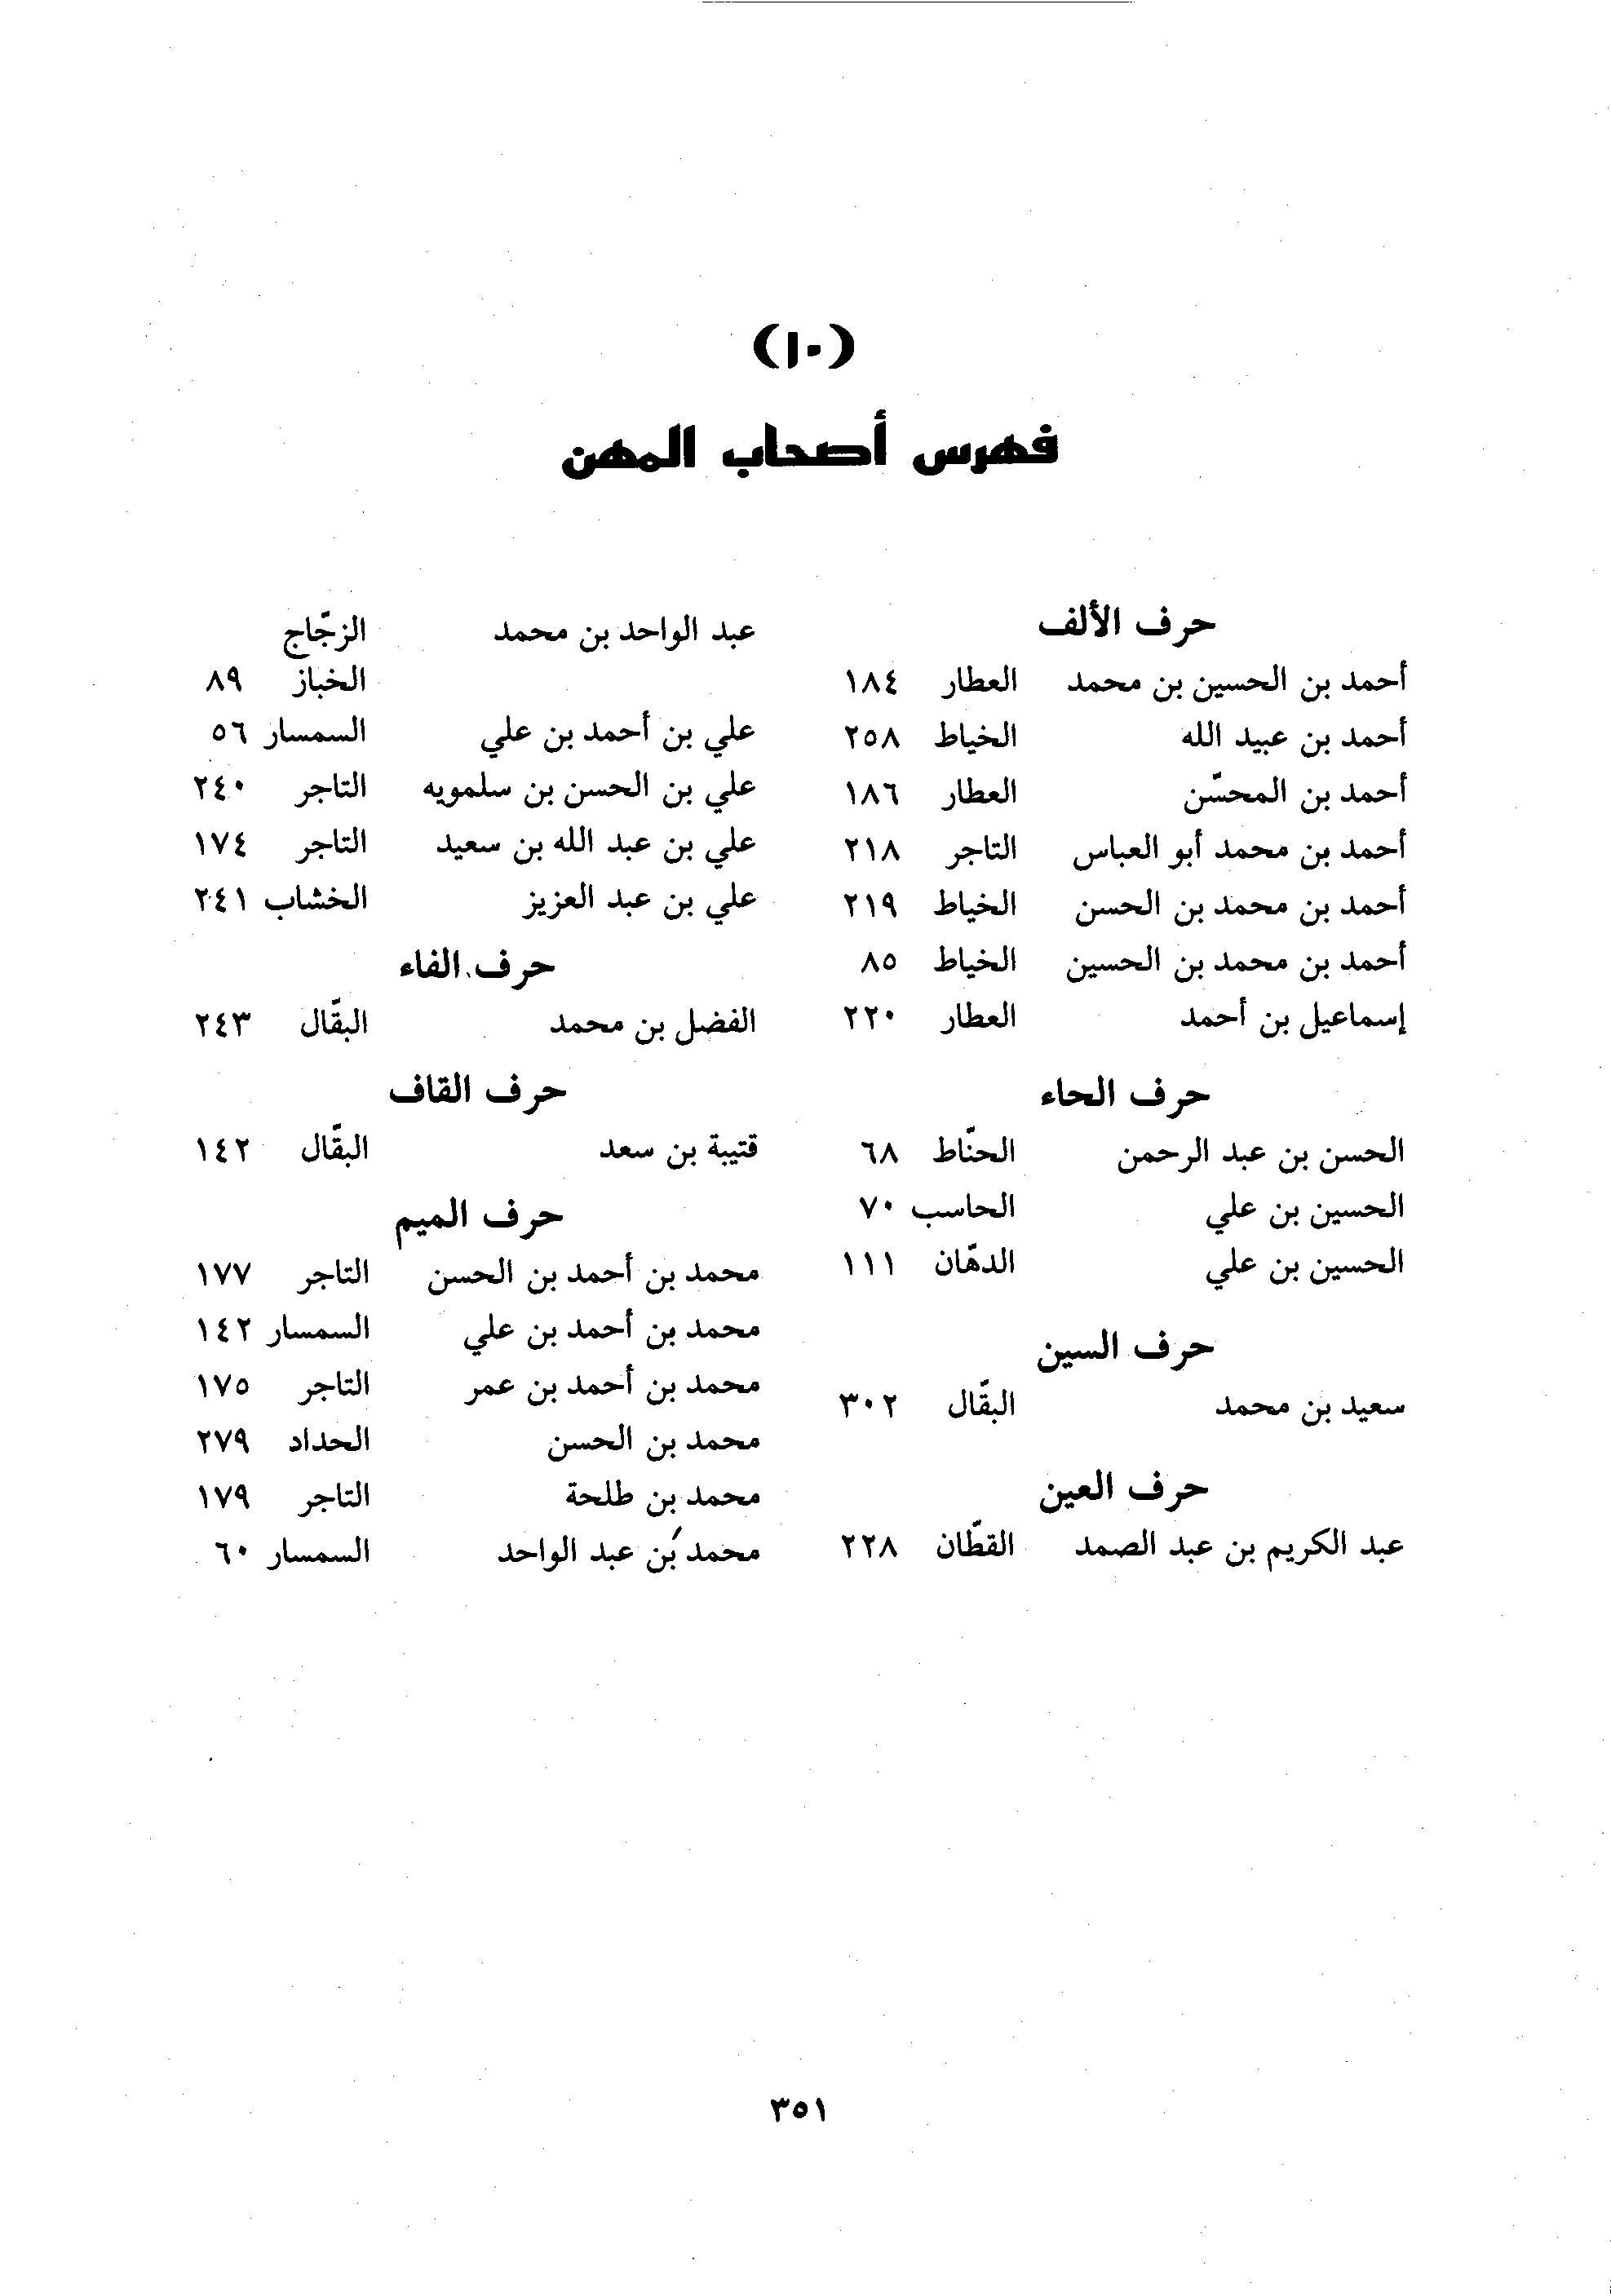 (١٠)
فهرس أصحاب المهن
حرف الألف
أحمد بن الحسين بن محمد العطار ١٨٤
أحمد بن عبيد الله الخياط ٢٥٨
أحمد بن المحسّن العطار ١٨٦
أحمد بن محمد أبو العباس التاجر ٢١٨
أحمد بن محمد بن الحسن الخياط ٢١٩
أحمد بن محمد بن الحسين الخياط ٨٥
إسماعيل بن أحمد العطار ٢٢٠
حرف الحاء
الحسن بن عبد الرحمن الحنّاط ٦٨
الحسين بن علي الحاسب ٧٠
الحسين بن علي الدهّان ١١١
حرف السين
سعيد بن محمد البقّال ٣٠٢
حرف العين
عبد الكريم بن عبد الصمد القطّان ٢٢٨
عبد الواحد بن محمد الزجّاج
الخباز ٨٩
علي بن أحمد بن علي السمسار ٥٦
علي بن الحسن بن سلمويه التاجر ٢٤٠
علي بن عبد الله بن سعيد التاجر ١٧٤
علي بن عبد العزيز الخشاب ٢٤١
حرف الفاء
الفضل بن محمد البقّال ٢٤٣
حرف القاف
قتيبة بن سعد البقّال ١٤٢
حرف الميم
محمد بن أحمد بن الحسن التاجر ١٧٧
محمد بن أحمد بن علي السمسار ١٤٢
محمد بن أحمد بن عمر التاجر ١٧٥
محمد بن الحسن الحداد ٢٧٩
محمد بن طلحة التاجر ١٧٩
محمد بن عبد الواحد السمسار ٦٠
٣٥١